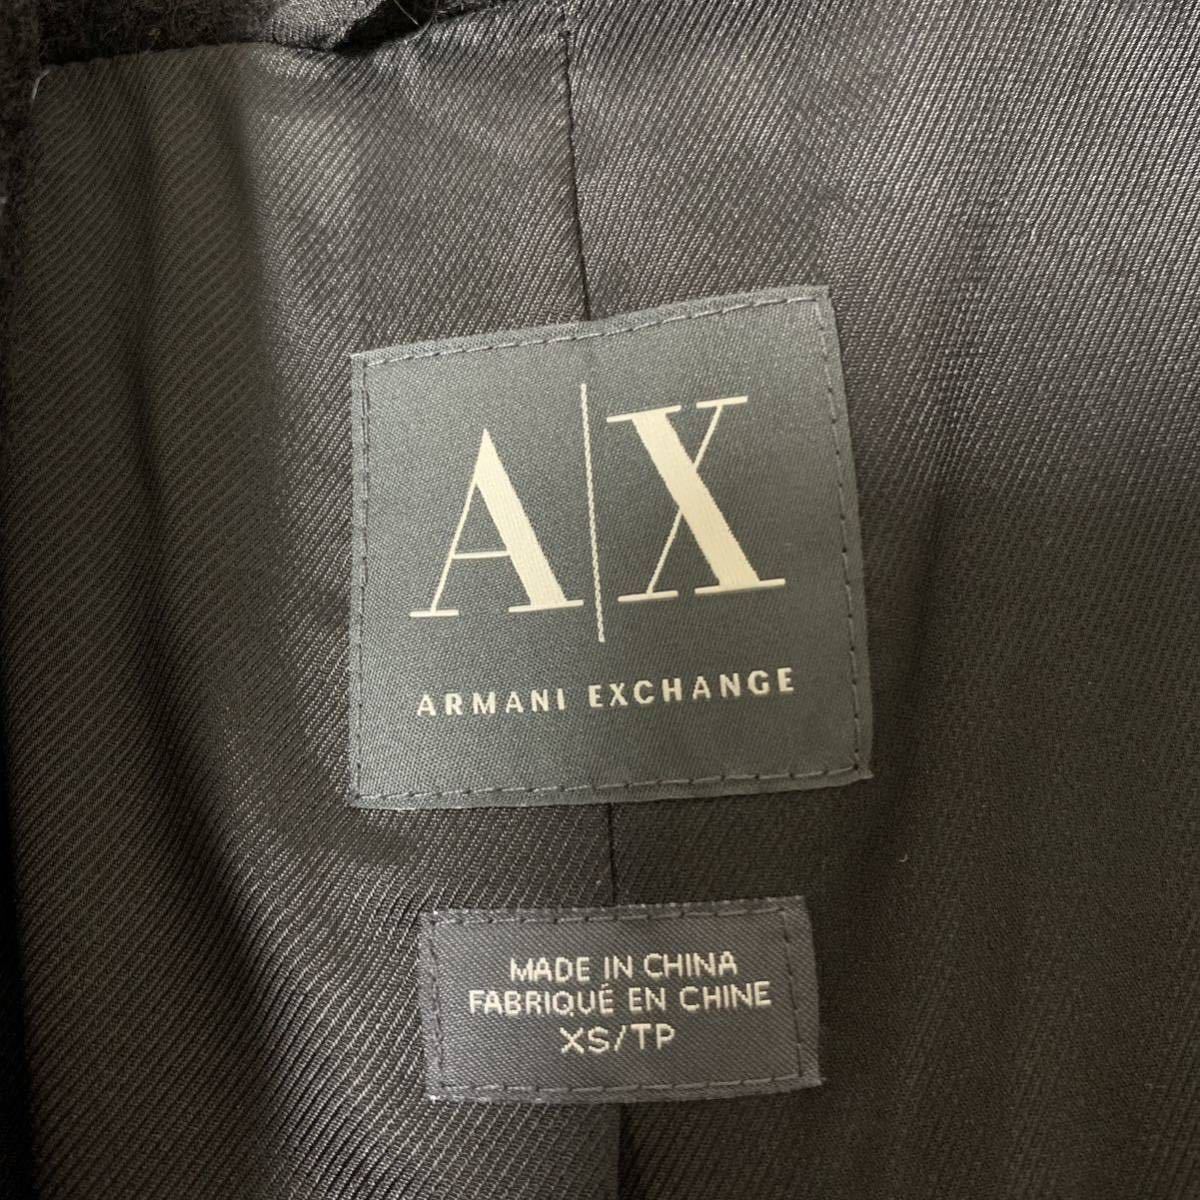 A|X
ARMANI EXCHANGE
MADE IN CHINA
FABRIQUÉ EN CHINE
XS/TP